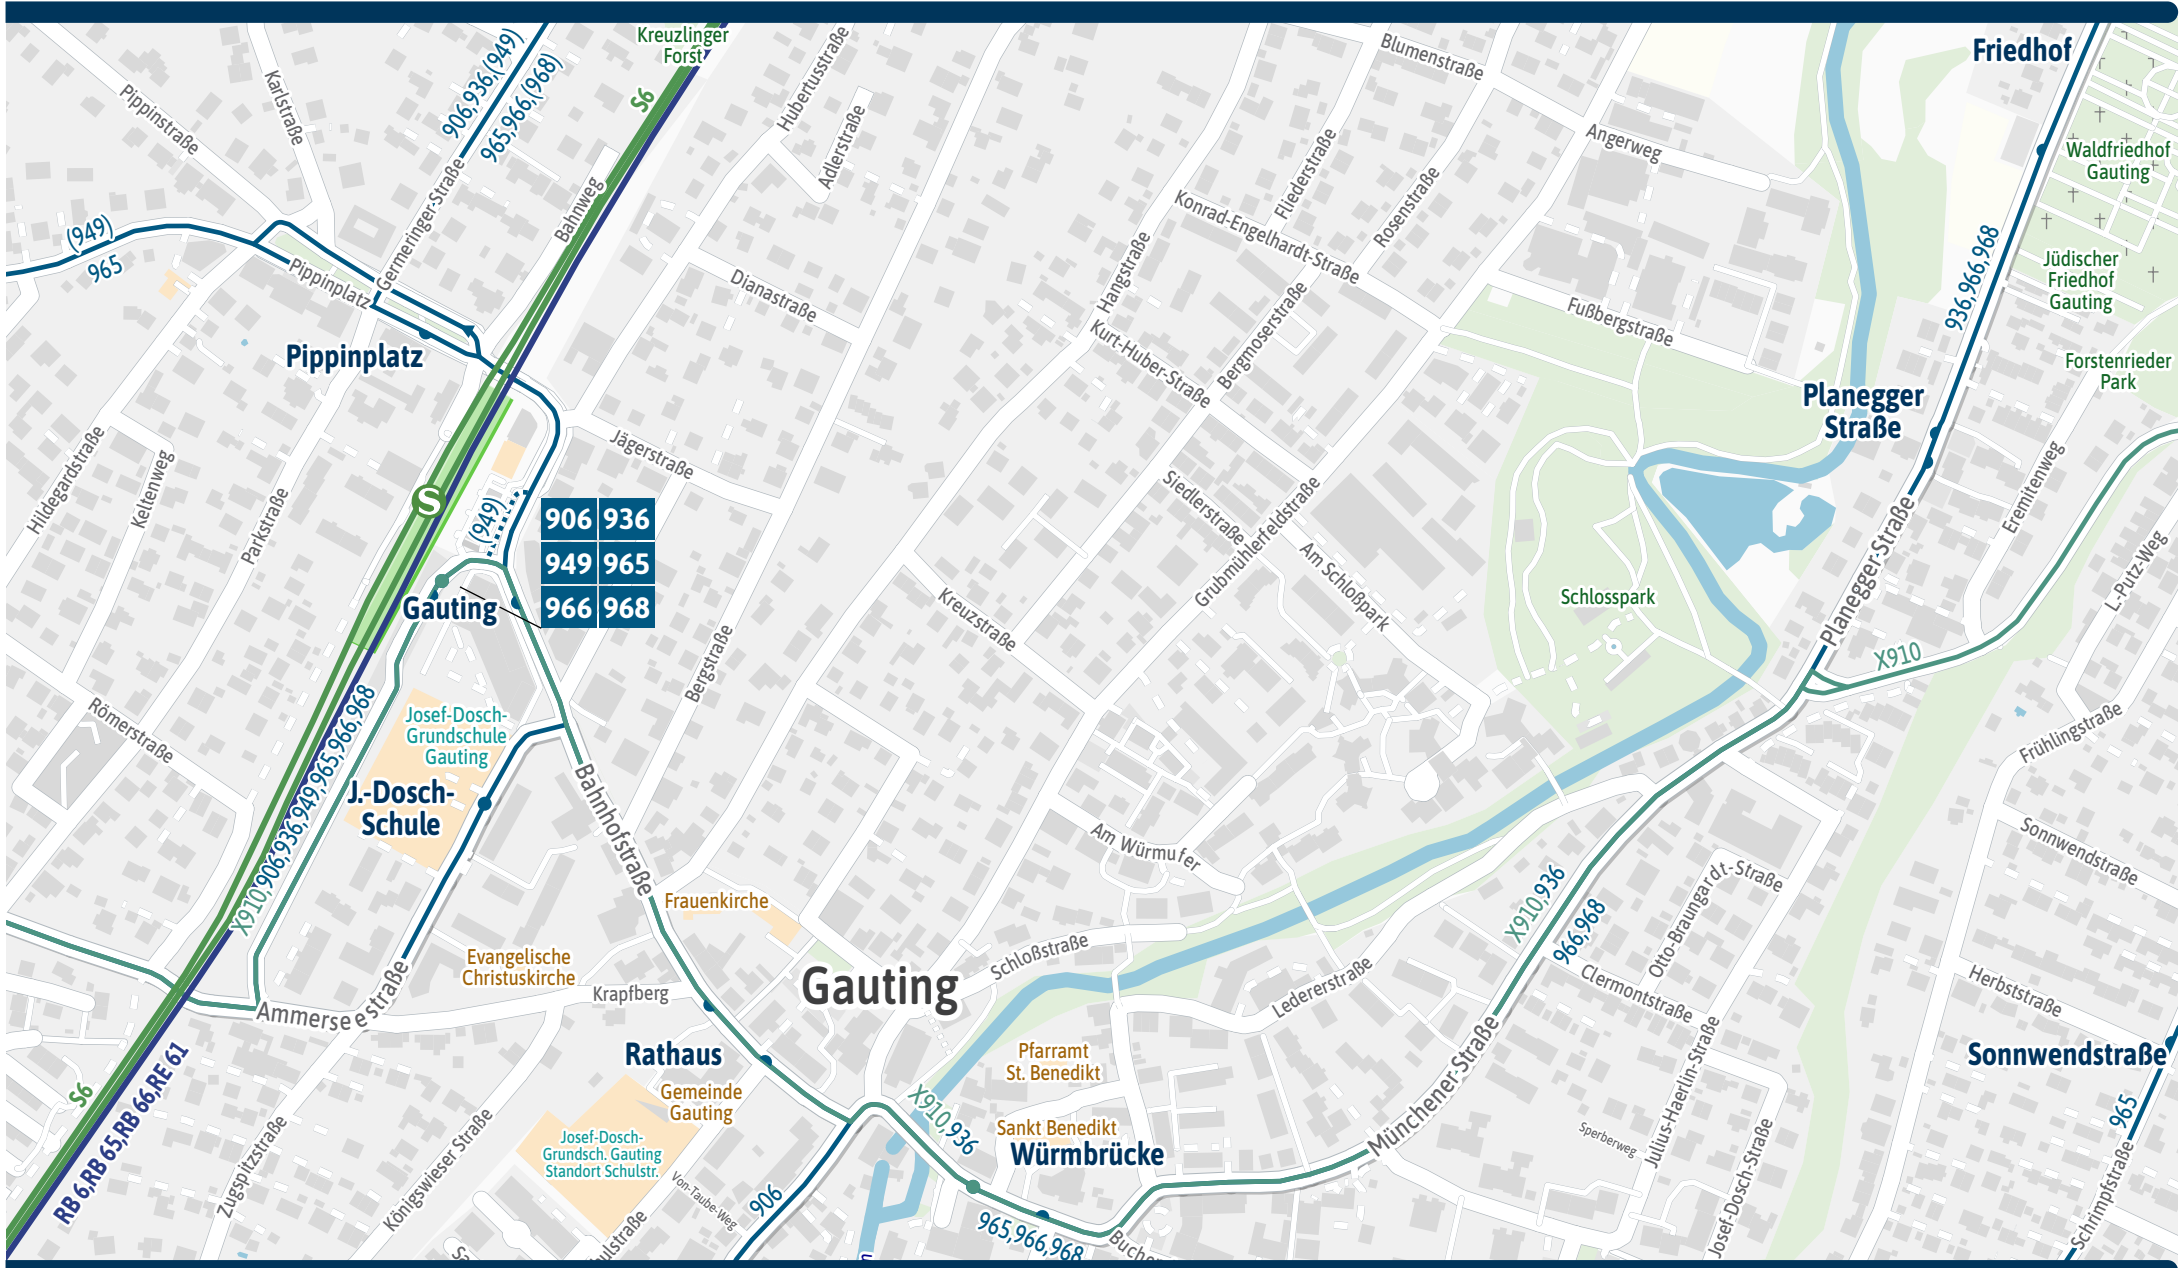 Kreuzlinger
Forst
Friedhof
Blumenstraße
Hubertusstraße
Karlstraße
Pippinstraße
906,936,(949)
965,966,(968)
S6
Adlerstraße
Angerweg
Waldfriedhof
Gauting
Fliederstraße
Rosenstraße
Konrad-Engelhardt-Straße
Germeringer-Straße
Bahnweg
(949)
965
Pippinplatz
Dianastraße
Hangstraße
936,966,968
Jüdischer
Friedhof
Gauting
Fußbergstraße
Kurt-Huber-Straße
Bergmoserstraße
Pippinplatz
Forstenrieder
Park
Planegger
Straße
Jägerstraße
Hildegardstraße
Keltenweg
Parkstraße
S
(949)
906 936
949 965
966 968
Siedlerstraße
Grubmühlerfeldstraße
Am Schloßpark
Eremitenweg
Planegger-Straße
L.-Putz-Weg
Schlosspark
Gauting
Kreuzstraße
Bergstraße
X910
Römerstraße
X910,906,936,949,965,966,968
Josef-Dosch-
Grundschule
Gauting
J.-Dosch-
Schule
Bahnhofstraße
Frühlingstraße
Am Würmufer
Sonnwendstraße
Otto-Braungardt-Straße
Frauenkirche
X910,936
966,968
Evangelische
Christuskirche
Schloßstraße
Gauting
Krapfberg
Ledererstraße
Clermontstraße
Herbststraße
Ammerseestraße
Rathaus
Pfarramt
St. Benedikt
Sonnwendstraße
S6
RB 6,RB 65,RB 66,RE 61
Gemeinde
Gauting
X910,936
Münchener-Straße
Julius-Haerlin-Straße
965
Sankt Benedikt
Würmbrücke
Sperberweg
Josef-Dosch-
Grundsch. Gauting
Standort Schulstr.
Zugspitzstraße
Königswieser Straße
Von-Taube-Weg
906
965,966,968
Josef-Dosch-Straße
Schrimpfstraße